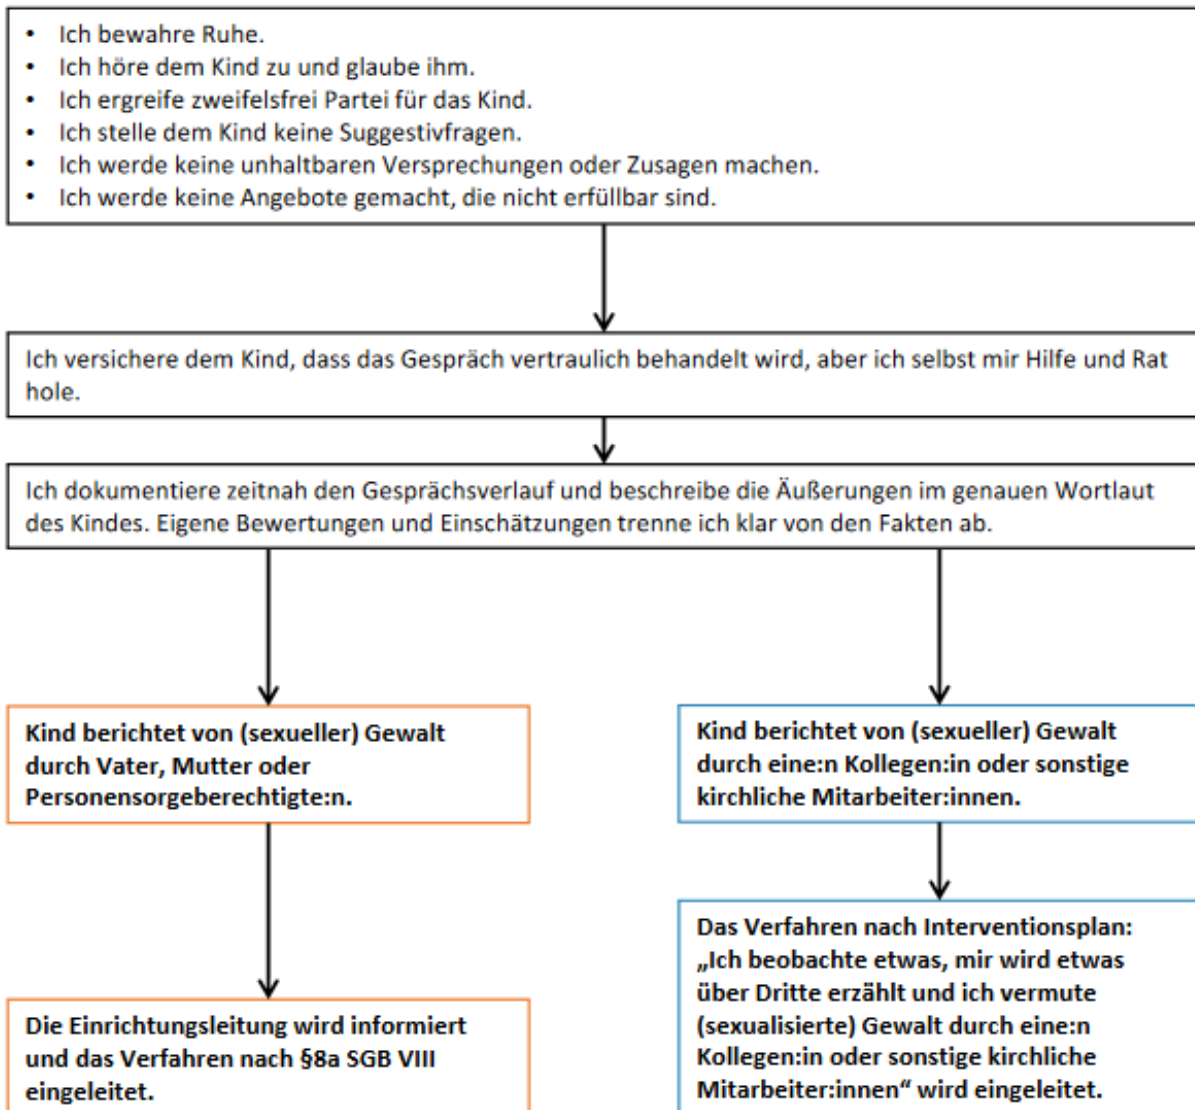 • Ich bewahre Ruhe.
• Ich höre dem Kind zu und glaube ihm.
• Ich ergreife zweifelsfrei Partei für das Kind.
• Ich stelle dem Kind keine Suggestivfragen.
• Ich werde keine unhaltbaren Versprechungen oder Zusagen machen.
• Ich werde keine Angebote gemacht, die nicht erfüllbar sind.
Ich versichere dem Kind, dass das Gespräch vertraulich behandelt wird, aber ich selbst mir Hilfe und Rat
hole.
Ich dokumentiere zeitnah den Gesprächsverlauf und beschreibe die Äußerungen im genauen Wortlaut
des Kindes. Eigene Bewertungen und Einschätzungen trenne ich klar von den Fakten ab.
Kind berichtet von (sexueller) Gewalt
durch Vater, Mutter oder
Personensorgeberechtigte:n.
Die Einrichtungsleitung wird informiert
und das Verfahren nach §8a SGB VIII
eingeleitet.
Kind berichtet von (sexueller) Gewalt
durch eine:n Kollegen:in oder sonstige
kirchliche Mitarbeiter:innen.
Das Verfahren nach Interventionsplan:
„Ich beobachte etwas, mir wird etwas
über Dritte erzählt und ich vermute
(sexualisierte) Gewalt durch eine:n
Kollegen:in oder sonstige kirchliche
Mitarbeiter:innen“ wird eingeleitet.